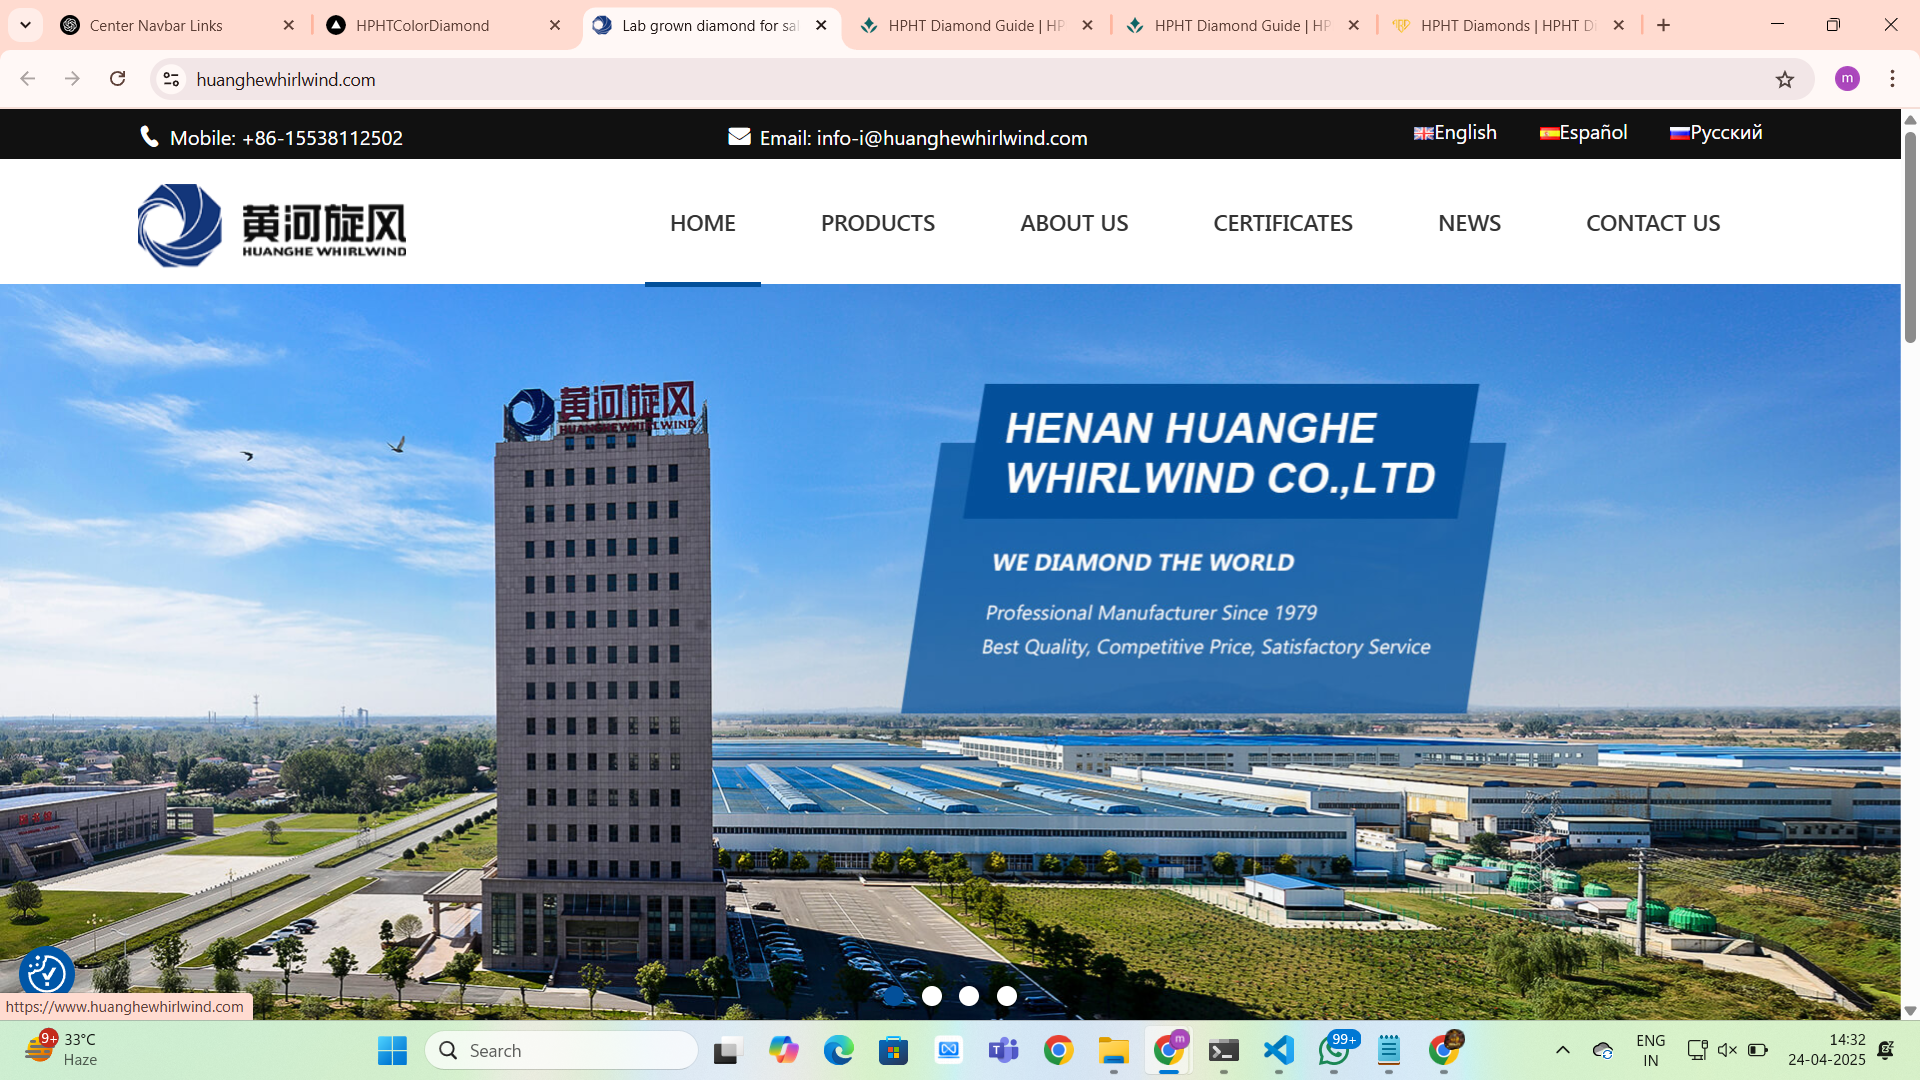 Center Navbar Links
HPHTColorDiamond
Lab grown diamond for sal
HPHT Diamond Guide | HP
HPHT Diamond Guide | HP
HPHT Diamonds | HPHT Di
huanghewhirlwind.com
m
Mobile: +86-15538112502
Email: info-i@huanghewhirlwind.com
English
Español
Русский
黄河旋风
HUANGHE WHIRLWIND
HOME
PRODUCTS
ABOUT US
CERTIFICATES
NEWS
CONTACT US
黄河旋风
HUANGHE WHIRLWIND
HENAN HUANGHE
WHIRLWIND CO.,LTD
WE DIAMOND THE WORLD
Professional Manufacturer Since 1979
Best Quality, Competitive Price, Satisfactory Service
https://www.huanghewhirlwind.com
9+
33°C
Haze
Search
m
99+
ENG
IN
14:32
24-04-2025